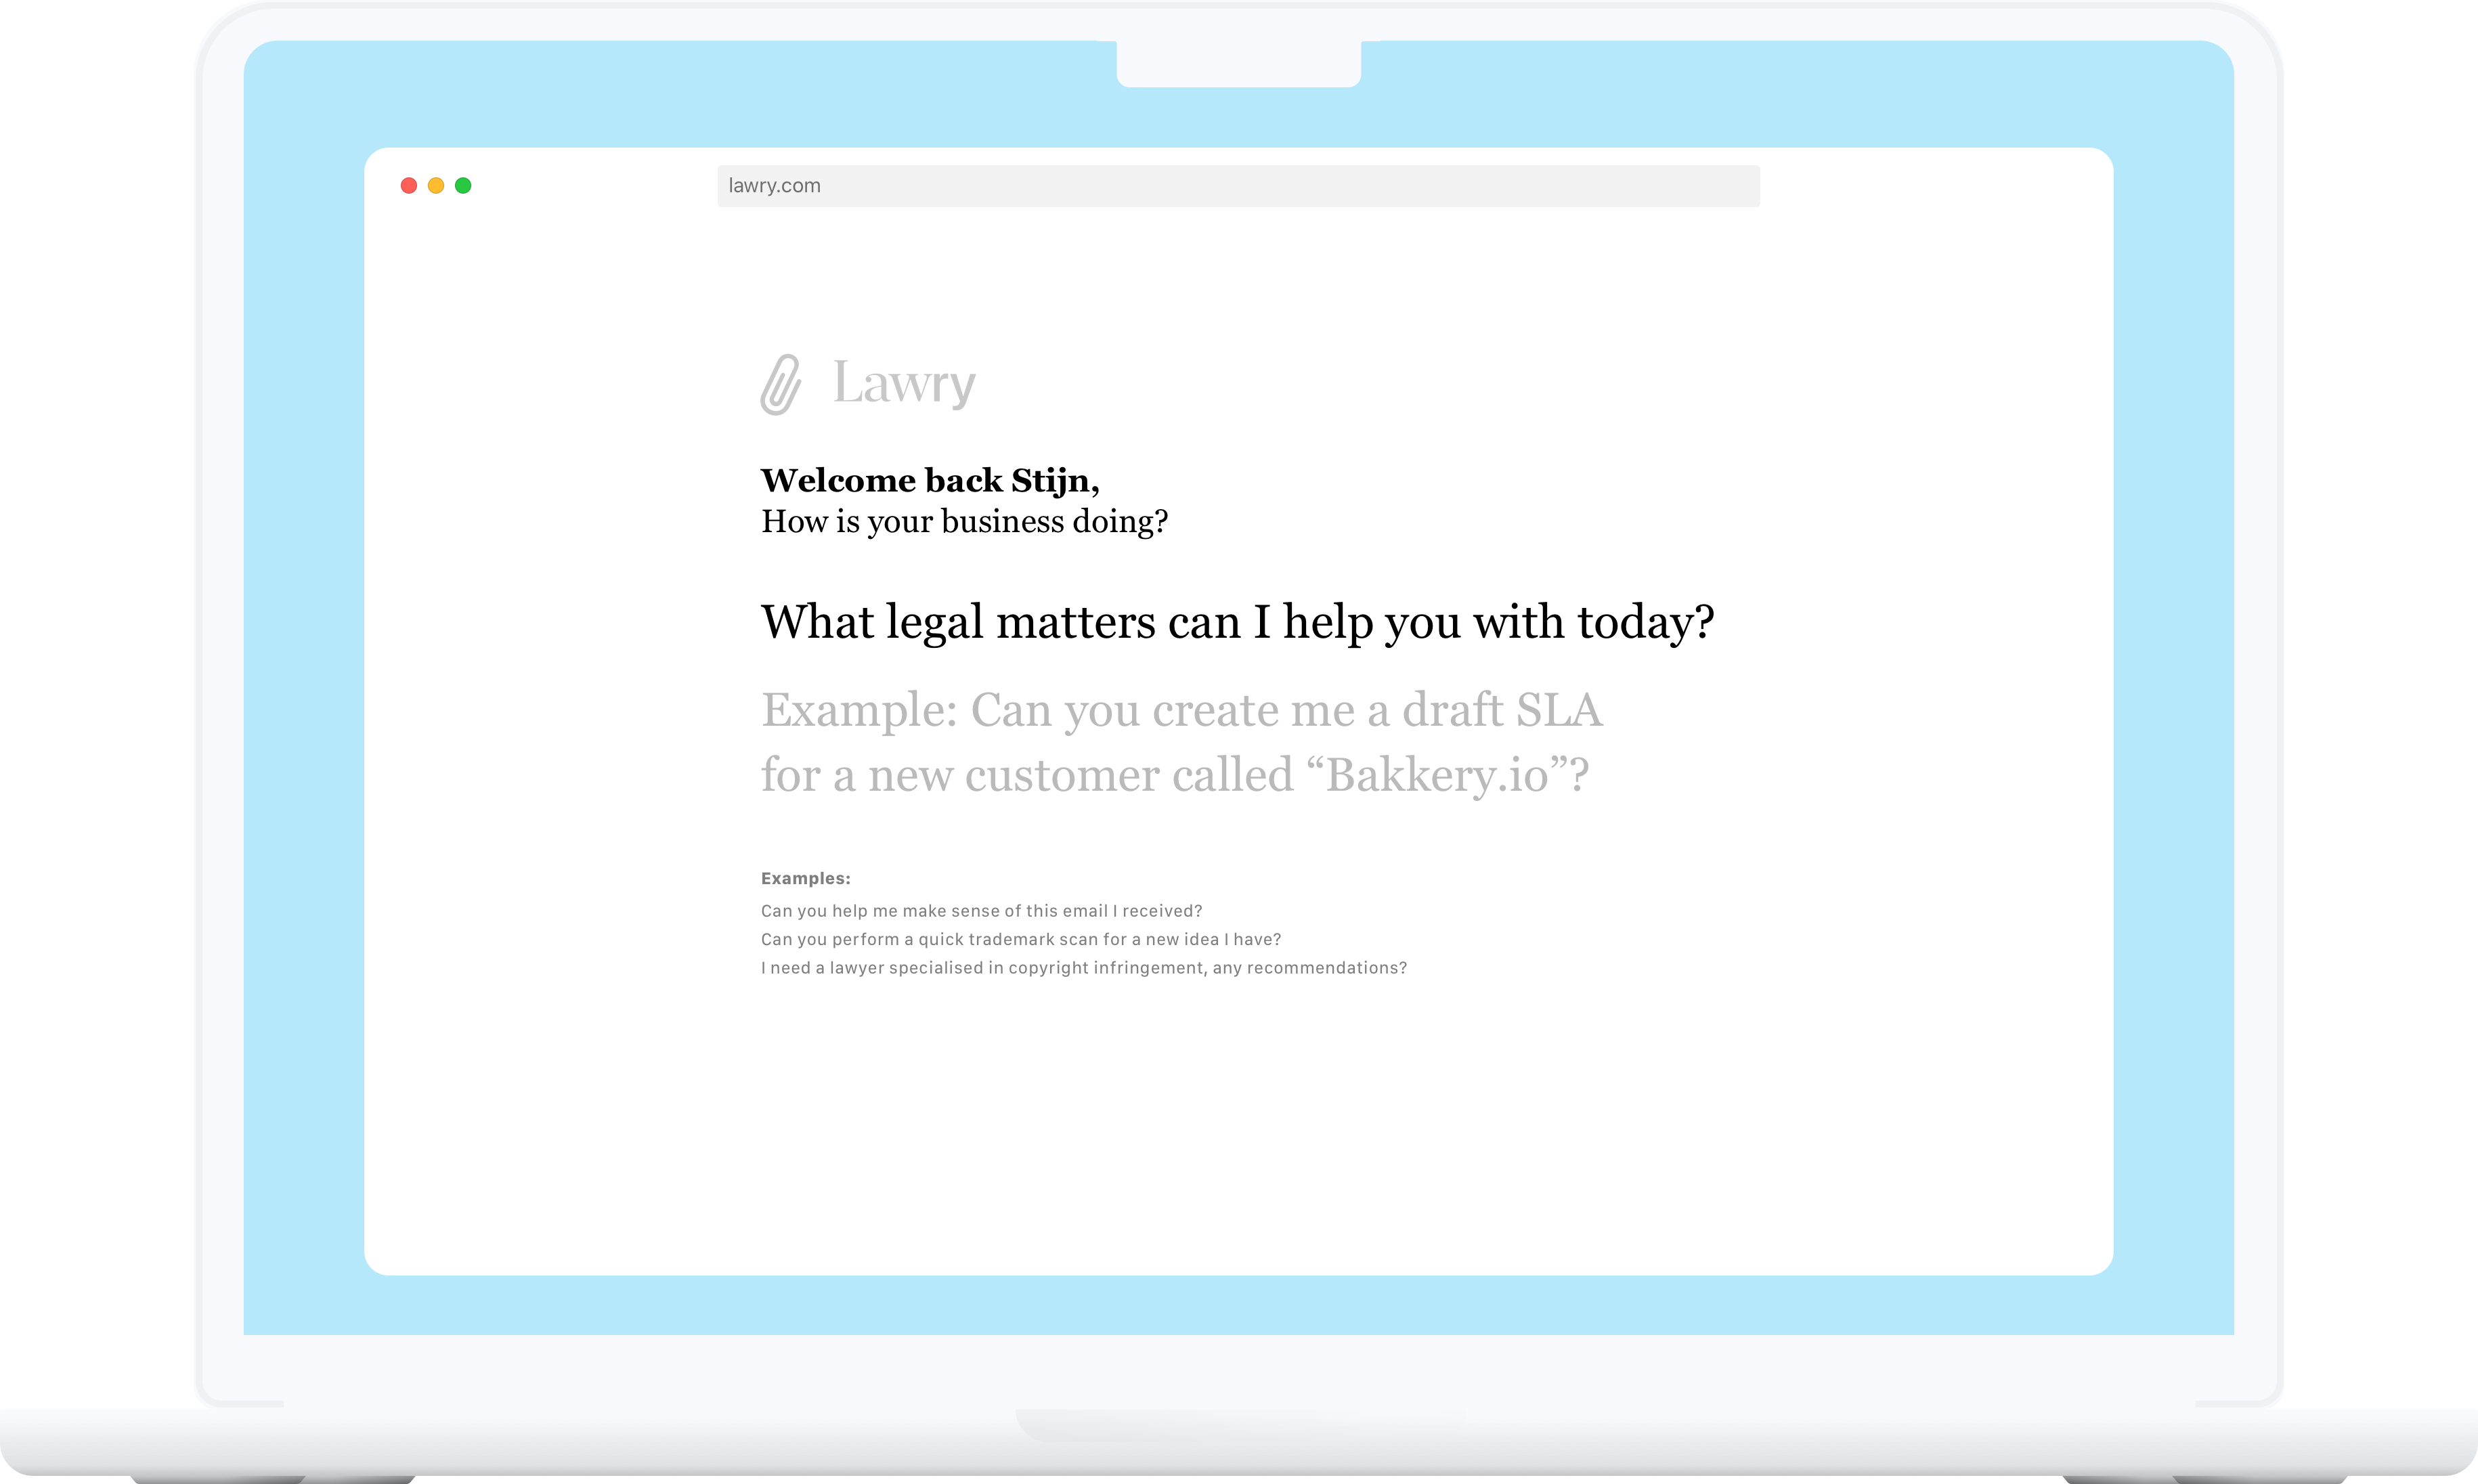 lawry.com
Lawry
Welcome back Stijn,
How is your business doing?
What legal matters can I help you with today?
Example: Can you create me a draft SLA
for a new customer called “Bakkery.io”?
Examples:
Can you help me make sense of this email I received?
Can you perform a quick trademark scan for a new idea I have?
I need a lawyer specialised in copyright infringement, any recommendations?